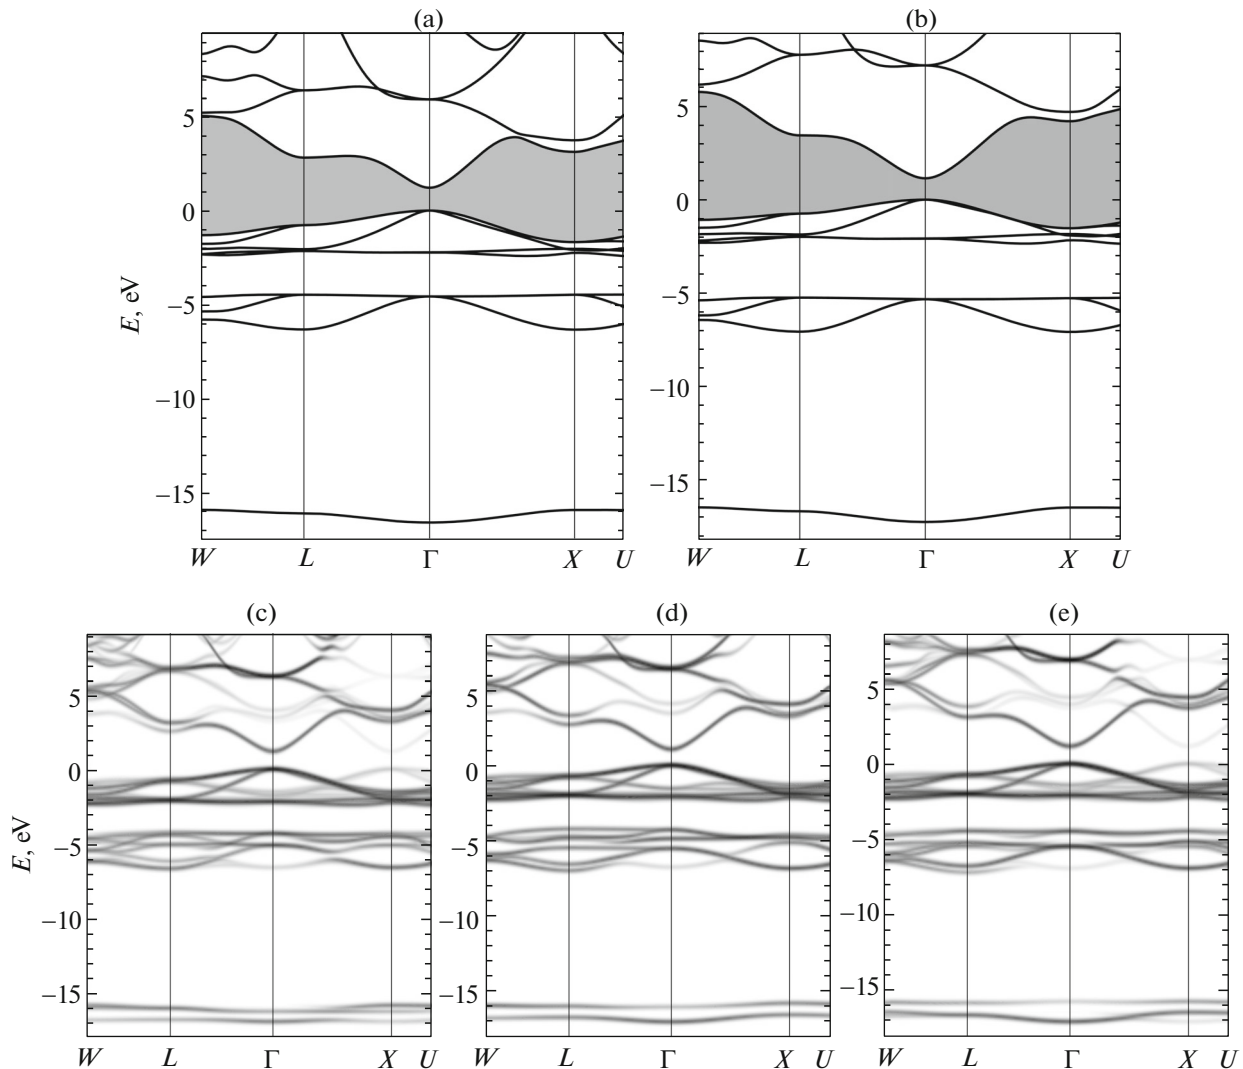 (a) (b)
5 5
0 0
E, eV
−5 −5
−10 −10
−15 −15
W L Γ X U W L Γ X U
(c) (d) (e)
5 5 5
0 0 0
E, eV
−5 −5 −5
−10 −10 −10
−15 −15 −15
W L Γ X U W L Γ X U W L Γ X U